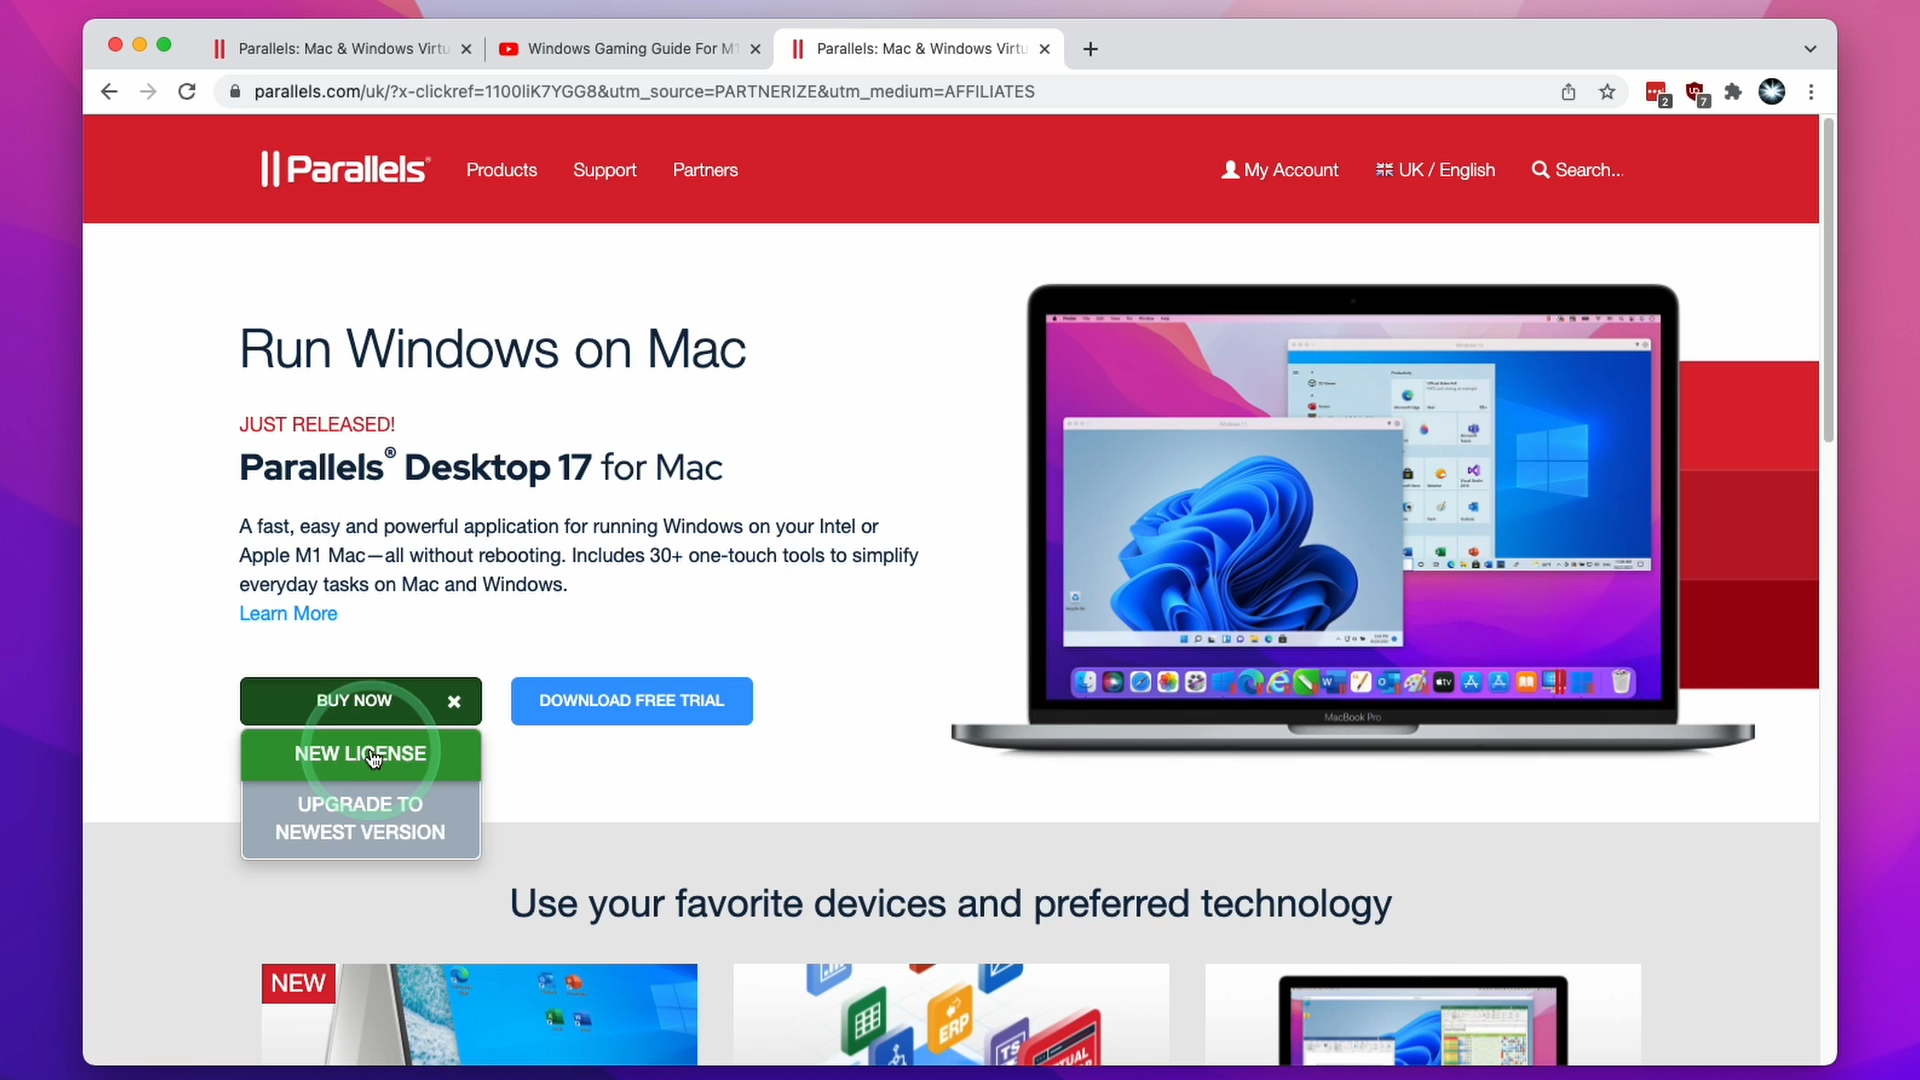 Parallels: Mac & Windows Virtu
Windows Gaming Guide For M1
Parallels: Mac & Windows Virtu
parallels.com/uk/?x-clickref=1100liK7YGG8&utm_source=PARTNERIZE&utm_medium=AFFILIATES
2
7
Parallels®
Products
Support
Partners
My Account
UK / English
Search...
Run Windows on Mac
JUST RELEASED!
Parallels® Desktop 17 for Mac
A fast, easy and powerful application for running Windows on your Intel or
Apple M1 Mac—all without rebooting. Includes 30+ one-touch tools to simplify
everyday tasks on Mac and Windows.
Learn More
BUY NOW
DOWNLOAD FREE TRIAL
NEW LICENSE
UPGRADE TO
NEWEST VERSION
MacBook Pro
Use your favorite devices and preferred technology
NEW
ERP
TS